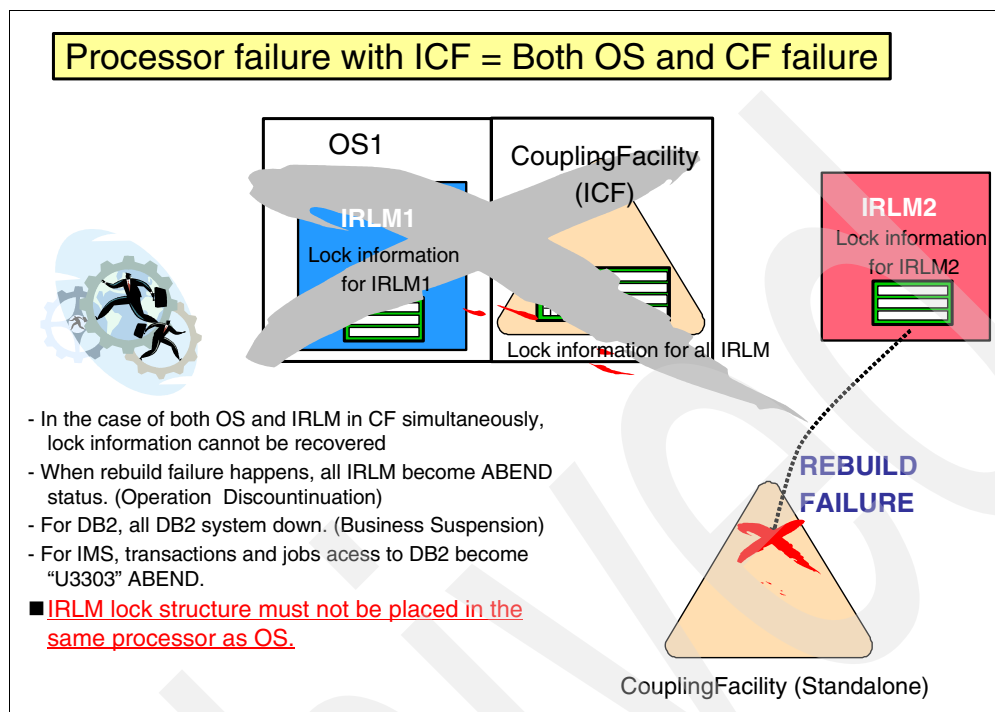 Processor failure with ICF = Both OS and CF failure
OS1
CouplingFacility
(ICF)
IRLM1
Lock information
for IRLM1
IRLM2
Lock information
for IRLM2
Lock information for all IRLM
- In the case of both OS and IRLM in CF simultaneously,
lock information cannot be recovered
- When rebuild failure happens, all IRLM become ABEND
status. (Operation Discountinuation)
- For DB2, all DB2 system down. (Business Suspension)
- For IMS, transactions and jobs acess to DB2 become
“U3303” ABEND.
■ IRLM lock structure must not be placed in the
same processor as OS.
REBUILD
FAILURE
CouplingFacility (Standalone)